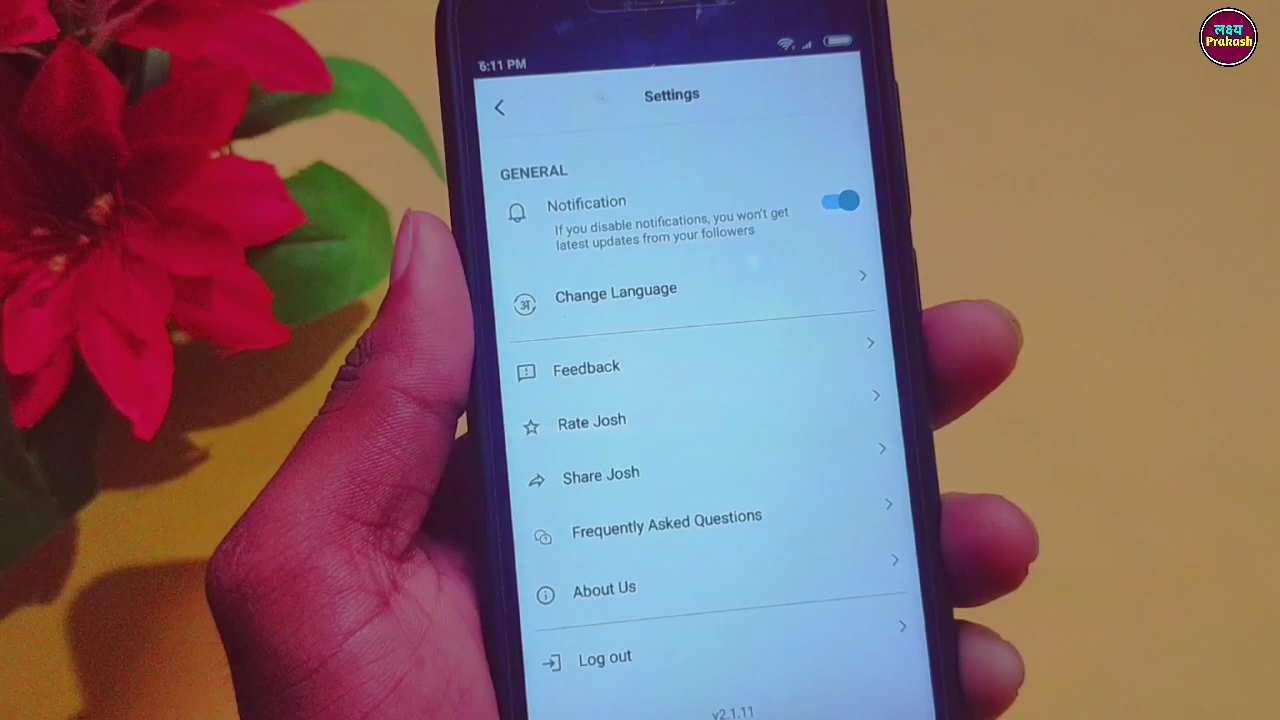 लक्ष्य
Prakash
6:11 PM
Settings
GENERAL
Notification
If you disable notifications, you won't get
latest updates from your followers
अ
Change Language
Feedback
Rate Josh
Share Josh
Frequently Asked Questions
About Us
Log out
v2.1.11